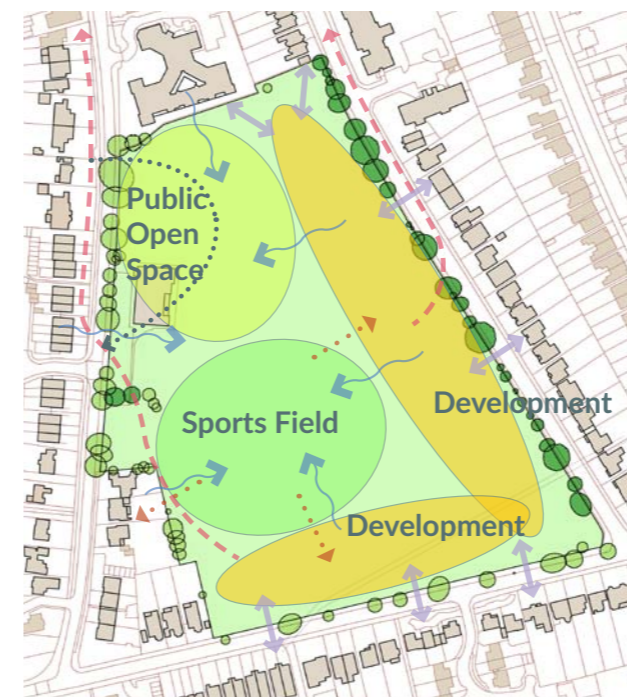 Public
Open
Space
Sports Field
Development
Development